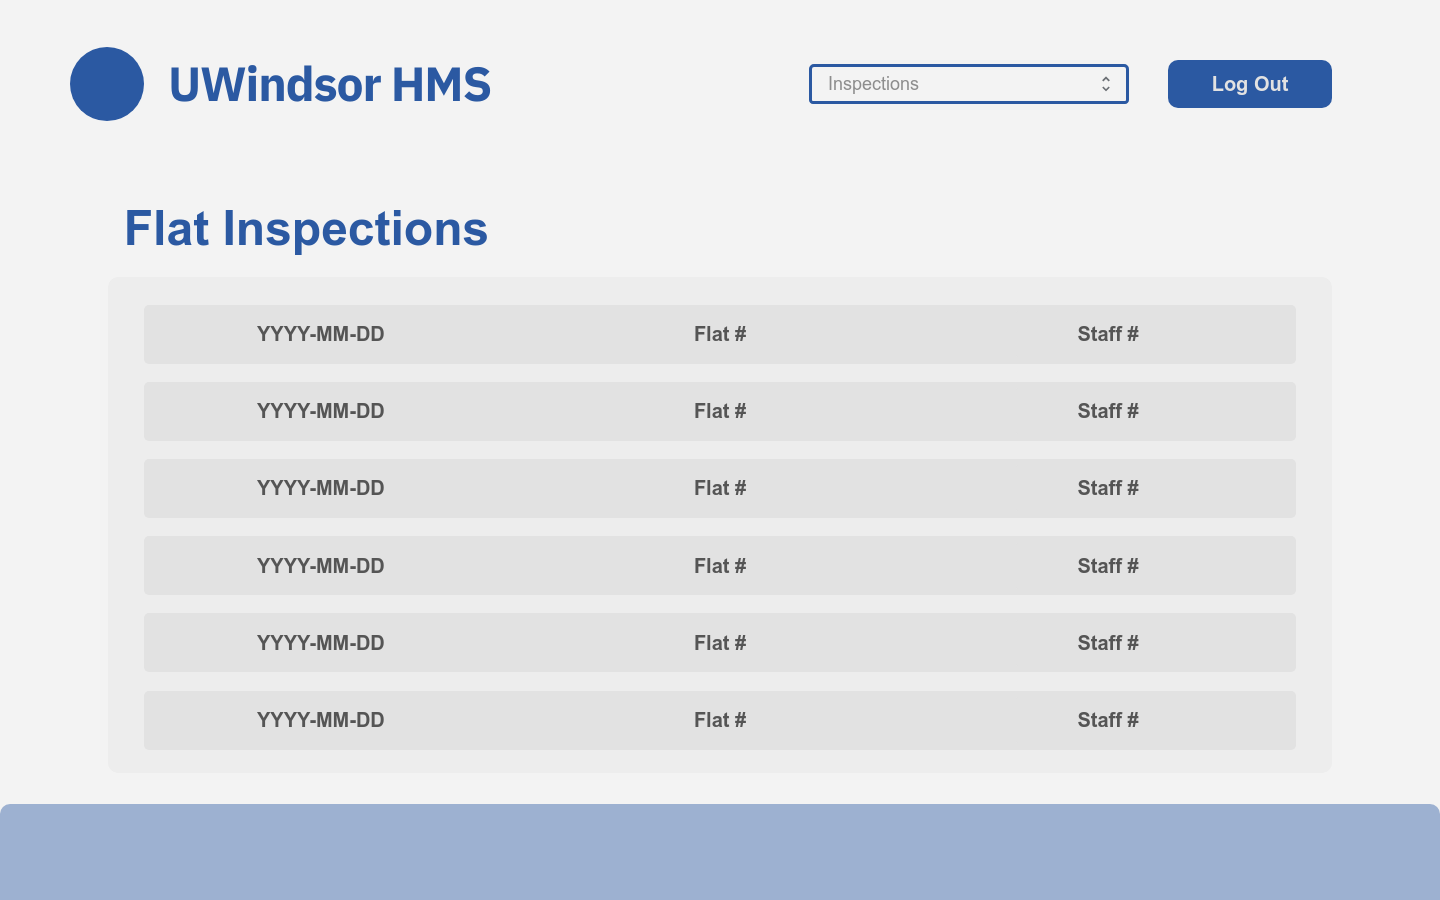 UWindsor HMS
Inspections
Log Out
Flat Inspections
YYYY-MM-DD Flat # Staff #
YYYY-MM-DD Flat # Staff #
YYYY-MM-DD Flat # Staff #
YYYY-MM-DD Flat # Staff #
YYYY-MM-DD Flat # Staff #
YYYY-MM-DD Flat # Staff #